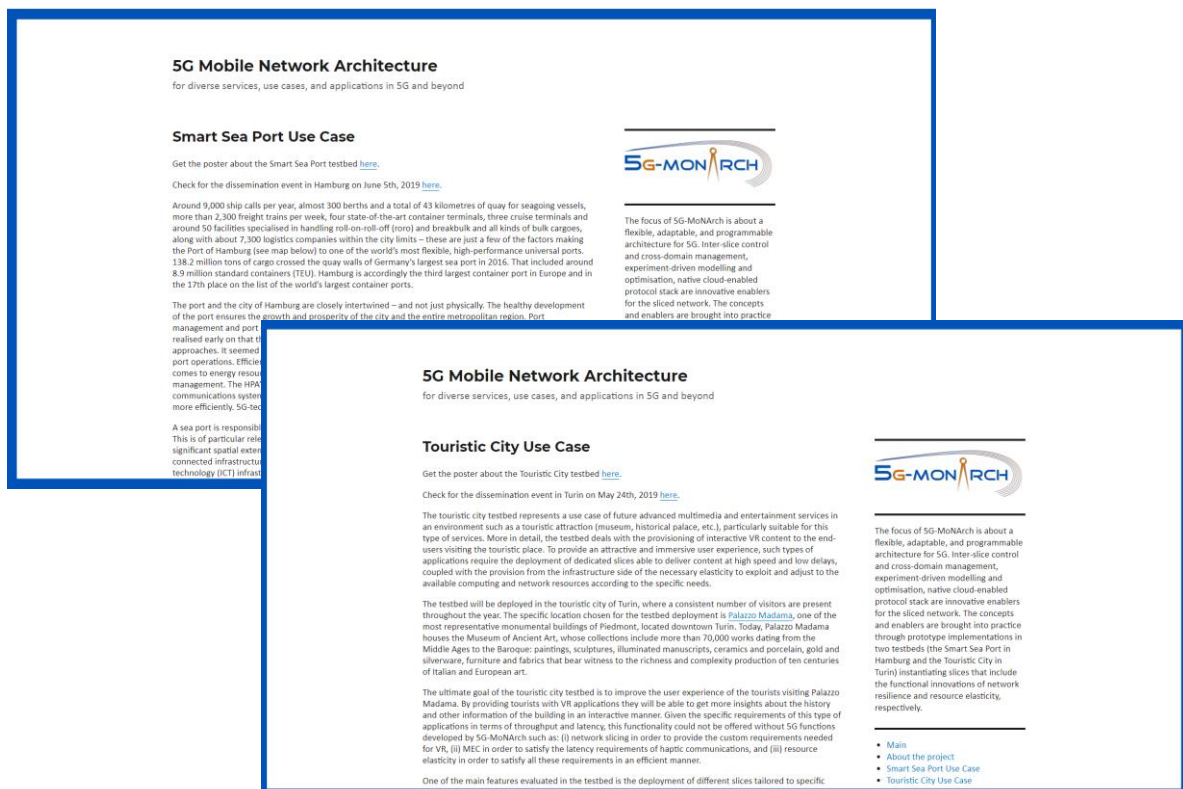 5G Mobile Network Architecture
for diverse services, use cases, and applications in 5G and beyond
Smart Sea Port Use Case
Get the poster about the Smart Sea Port testbed here.
Check for the dissemination event in Hamburg on June 5th, 2019 here.
Around 9,000 ship calls per year, almost 300 berths and a total of 43 kilometres of quay for seagoing vessels,
more than 2,300 freight trains per week, four state-of-the-art container terminals, three cruise terminals and
around 50 facilities specialised in handling roll-on-roll-off (roro) and breakbulk and all kinds of bulk cargoes,
along with about 7,300 logistics companies within the city limits – these are just a few of the factors making
the Port of Hamburg (see map below) to one of the world's most flexible, high-performance universal ports.
138.2 million tons of cargo crossed the quay walls of Germany's largest sea port in 2016. That included around
8.9 million standard containers (TEU). Hamburg is accordingly the third largest container port in Europe and in
the 17th place on the list of the world's largest container ports.
The port and the city of Hamburg are closely intertwined – and not just physically. The healthy development
of the port ensures the growth and prosperity of the city and the entire metropolitan region. Port
management and port
realised early on that
approaches. It seemed
port operations.
comes to energy
management. The
communications
more efficiently.
A sea port is responsibl
This is of particular
significant spatial
connected
technology (ICT)
5G-MONARCH
The focus of 5G-MoNArch is about a
flexible, adaptable, and programmable
architecture for 5G. Inter-slice control
and cross-domain management,
experiment-driven modelling and
optimisation, native cloud-enabled
protocol stack are innovative enablers
for the sliced network. The concepts
and enablers are brought into practice
5G Mobile Network Architecture
for diverse services, use cases, and applications in 5G and beyond
Touristic City Use Case
Get the poster about the Touristic City testbed here.
Check for the dissemination event in Turin on May 24th, 2019 here.
The touristic city testbed represents a use case of future advanced multimedia and entertainment services in
an environment such as a touristic attraction (museum, historical palace, etc.), particularly suitable for this
type of services. More in detail, the testbed deals with the provisioning of interactive VR content to the end-
users visiting the touristic place. To provide an attractive and immersive user experience, such types of
applications require the deployment of dedicated slices able to deliver content at high speed and low delays,
coupled with the provision from the infrastructure side of the necessary elasticity to exploit and adjust to the
available computing and network resources according to the specific needs.
The testbed will be deployed in the touristic city of Turin, where a consistent number of visitors are present
throughout the year. The specific location chosen for the testbed deployment is Palazzo Madama, one of the
most representative monumental buildings of Piedmont, located downtown Turin. Today, Palazzo Madama
houses the Museum of Ancient Art, whose collections include more than 70,000 works dating from the
Middle Ages to the Baroque: paintings, sculptures, illuminated manuscripts, ceramics and porcelain, gold and
silverware, furniture and fabrics that bear witness to the richness and complexity production of ten centuries
of Italian and European art.
The ultimate goal of the touristic city testbed is to improve the user experience of the tourists visiting Palazzo
Madama. By providing tourists with VR applications they will be able to get more insights about the history
and other information of the building in an interactive manner. Given the specific requirements of this type of
applications in terms of throughput and latency, this functionality could not be offered without 5G functions
developed by 5G-MoNArch such as: (i) network slicing in order to provide the custom requirements needed
for VR, (ii) MEC in order to satisfy the latency requirements of haptic communications, and (iii) resource
elasticity in order to satisfy all these requirements in an efficient manner.
One of the main features evaluated in the testbed is the deployment of different slices tailored to specific
5G-MONARCH
The focus of 5G-MoNArch is about a
flexible, adaptable, and programmable
architecture for 5G. Inter-slice control
and cross-domain management,
experiment-driven modelling and
optimisation, native cloud-enabled
protocol stack are innovative enablers
for the sliced network. The concepts
and enablers are brought into practice
through prototype implementations in
two testbeds (the Smart Sea Port in
Hamburg and the Touristic City in
Turin) instantiating slices that include
the functional innovations of network
resilience and resource elasticity,
respectively.
• Main
• About the project
• Smart Sea Port Use Case
• Touristic City Use Case